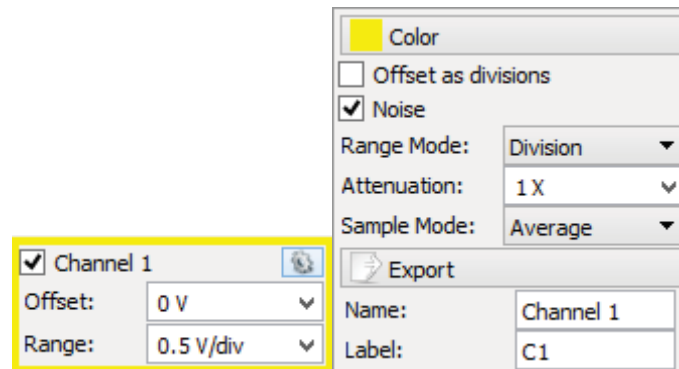 Color
Offset as divisions
Noise
Range Mode: Division
Attenuation: 1 X
Sample Mode: Average
Export
Name: Channel 1
Label: C1
Channel 1
Offset: 0 V
Range: 0.5 V/div